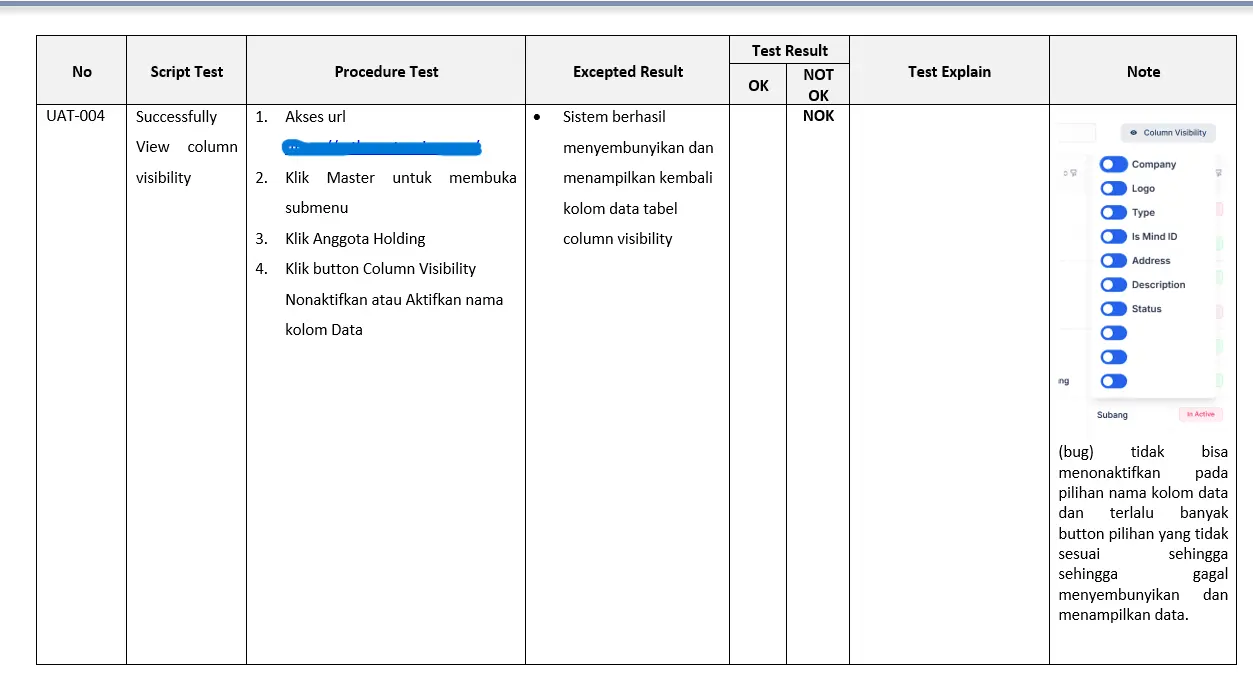 No
Script Test
Procedure Test
Excepted Result
Test Result
OK
NOT
OK
Test Explain
Note
UAT-004
Successfully
View column
visibility
1. Akses url
2. Klik Master untuk membuka
submenu
3. Klik Anggota Holding
4. Klik button Column Visibility
Nonaktifkan atau Aktifkan nama
kolom Data
• Sistem berhasil
menyembunyikan dan
menampilkan kembali
kolom data tabel
column visibility
NOK
Column Visibility
Company
Logo
Type
Is Mind ID
Address
Description
Status
ng
Subang
In Active
(bug) tidak bisa
menonaktifkan pada
pilihan nama kolom data
dan terlalu banyak
button pilihan yang tidak
sesuai sehingga
sehingga gagal
menyembunyikan dan
menampilkan data.